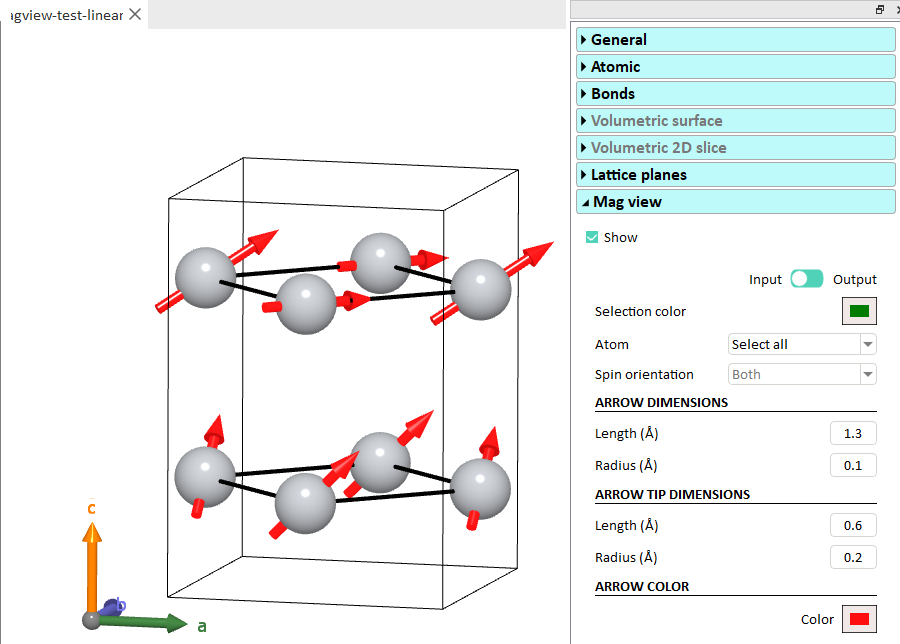 agview-test-linear
General
Atomic
Bonds
Volumetric surface
Volumetric 2D slice
Lattice planes
Mag view
Show
Input Output
Selection color
Atom Select all
Spin orientation Both
ARROW DIMENSIONS
Length (Å) 1.3
Radius (Å) 0.1
ARROW TIP DIMENSIONS
Length (Å) 0.6
Radius (Å) 0.2
ARROW COLOR
Color
c
b
a